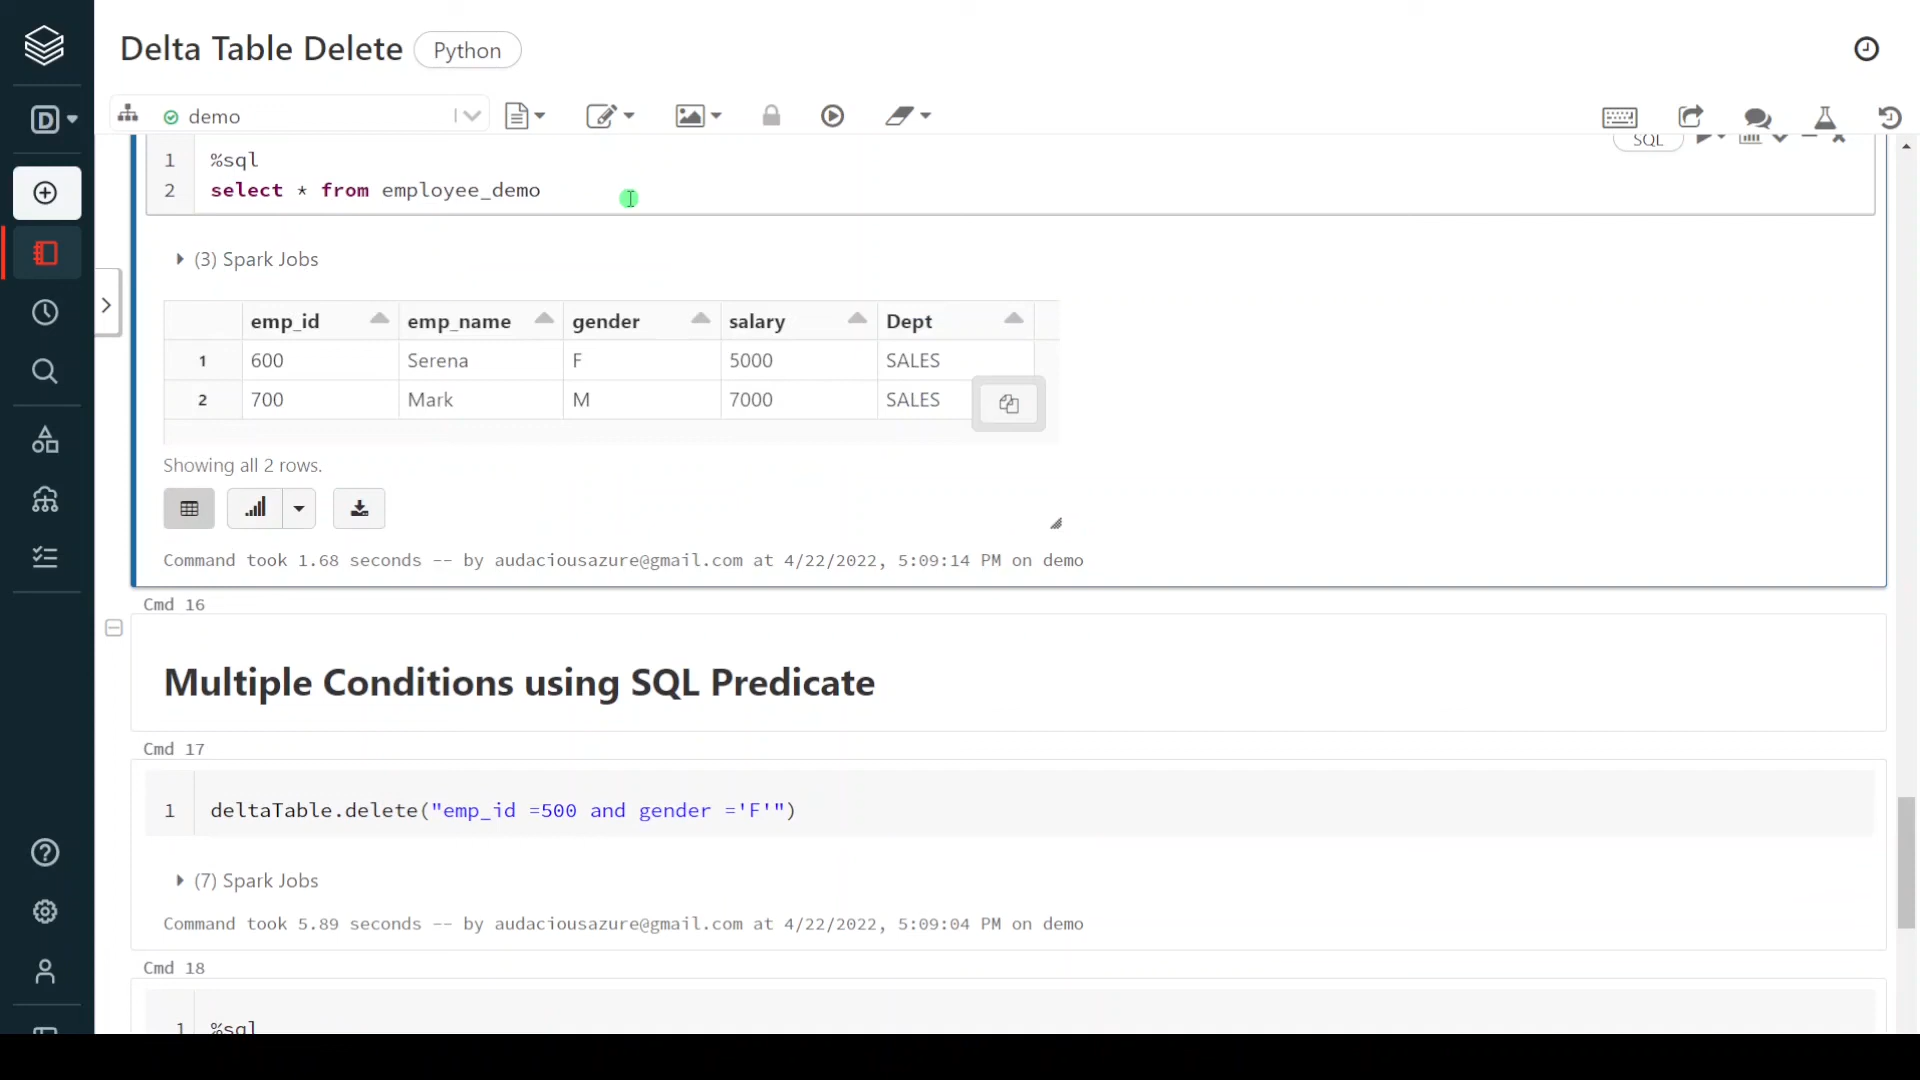 Delta Table Delete Python
demo
SQL
1 %sql
2 select * from employee_demo
(3) Spark Jobs
emp_id emp_name gender salary Dept
1 600 Serena F 5000 SALES
2 700 Mark M 7000 SALES
Showing all 2 rows.
Command took 1.68 seconds -- by audaciousazure@gmail.com at 4/22/2022, 5:09:14 PM on demo
Cmd 16
Multiple Conditions using SQL Predicate
Cmd 17
1 deltaTable.delete("emp_id =500 and gender ='F'")
(7) Spark Jobs
Command took 5.89 seconds -- by audaciousazure@gmail.com at 4/22/2022, 5:09:04 PM on demo
Cmd 18
1 %sql